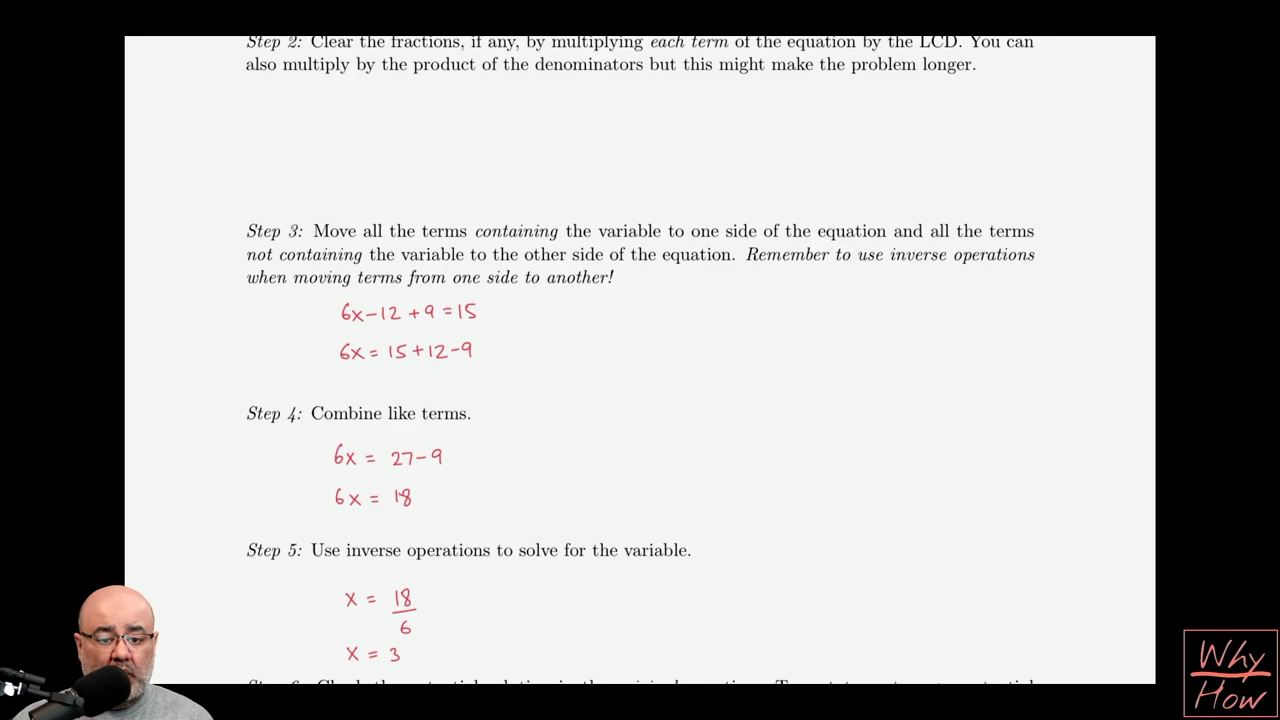 Step 2: Clear the fractions, if any, by multiplying each term of the equation by the LCD. You can
also multiply by the product of the denominators but this might make the problem longer.
Step 3: Move all the terms containing the variable to one side of the equation and all the terms
not containing the variable to the other side of the equation. Remember to use inverse operations
when moving terms from one side to another!
6x-12 +9 =15
6x = 15+12-9
Step 4: Combine like terms.
6x = 27-9
6x = 18
Step 5: Use inverse operations to solve for the variable.
x = 18
6
x = 3
Why
How